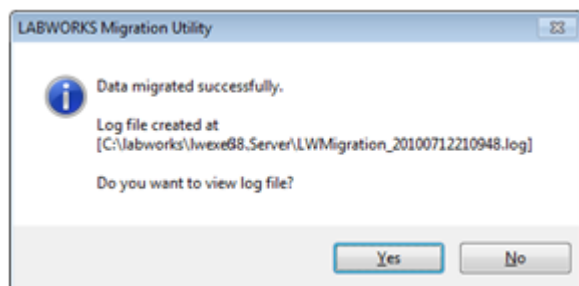 LABWORKS Migration Utility
Data migrated successfully.
Log file created at
[C:\labworks\lwexe68.Server\LWMigration_20100712210948.log]
Do you want to view log file?
Yes
No